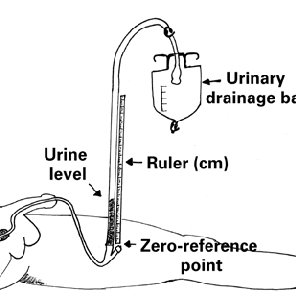 Urinary
drainage ba
Urine
level
Ruler (cm)
Zero-reference
point